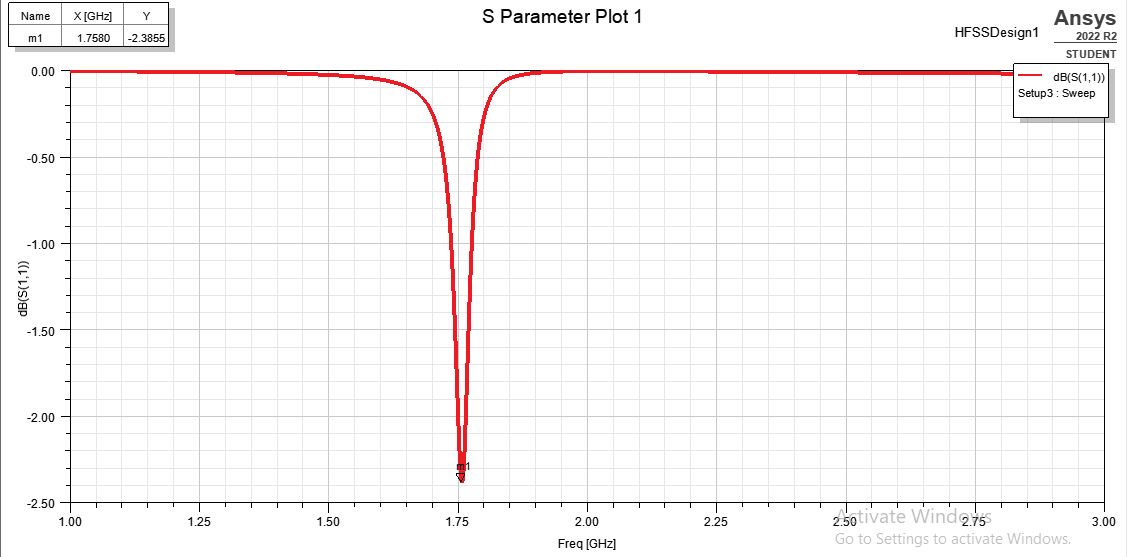 Name X [GHz] Y
m1 1.7580 -2.3855
S Parameter Plot 1
HFSSDesign1
Ansys
2022 R2
STUDENT
dB(S(1,1))
Setup3 : Sweep
0.00
-0.50
-1.00
-1.50
-2.00
-2.50
dB(S(1,1))
m1
1.00 1.25 1.50 1.75 2.00 2.25 2.50 2.75 3.00
Freq [GHz]
Activate Windows
Go to Settings to activate Windows.